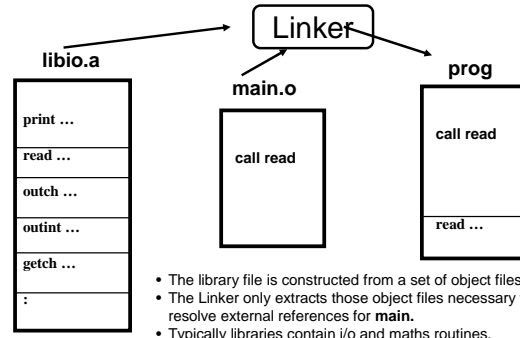 Linker
libio.a
main.o
prog
print …
read …
outch …
outint …
getch …
:
call read
call read
read …
• The library file is constructed from a set of object files
• The Linker only extracts those object files necessary
resolve external references for main.
• Typically libraries contain i/o and maths routines.